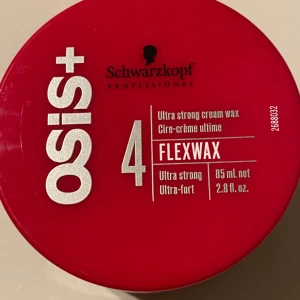 Schwarzkopf
PROFESSIONAL
osis+
4
Ultra strong cream wax
Cire-crème ultime
FLEXWAX
Ultra strong
Ultra-fort
85 ml.net
2.8 fl. oz.
2688032